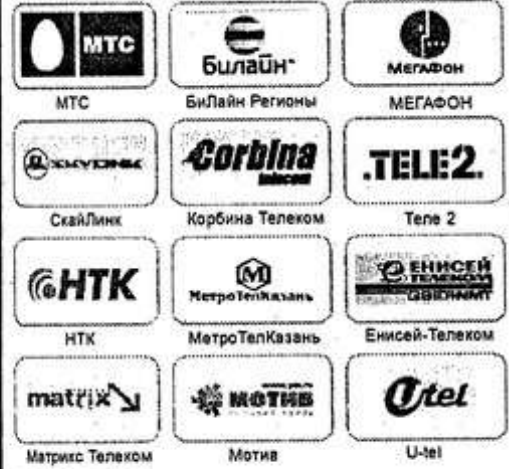 МТС
Билайн
МЕГАФОН
МТС
БиЛайн Регионы
МЕГАФОН
Corbina
telecom
.TELE2.
СкайЛинк
Корбина Телеком
Теле 2
НТК
МетроТелКазань
ЕНИСЕЙ
ТЕЛЕКОМ
НТК
МетроТелКазань
Енисей-Телеком
matrix
МОТИВ
Utel
Матрикс Телеком
Мотив
U-tel